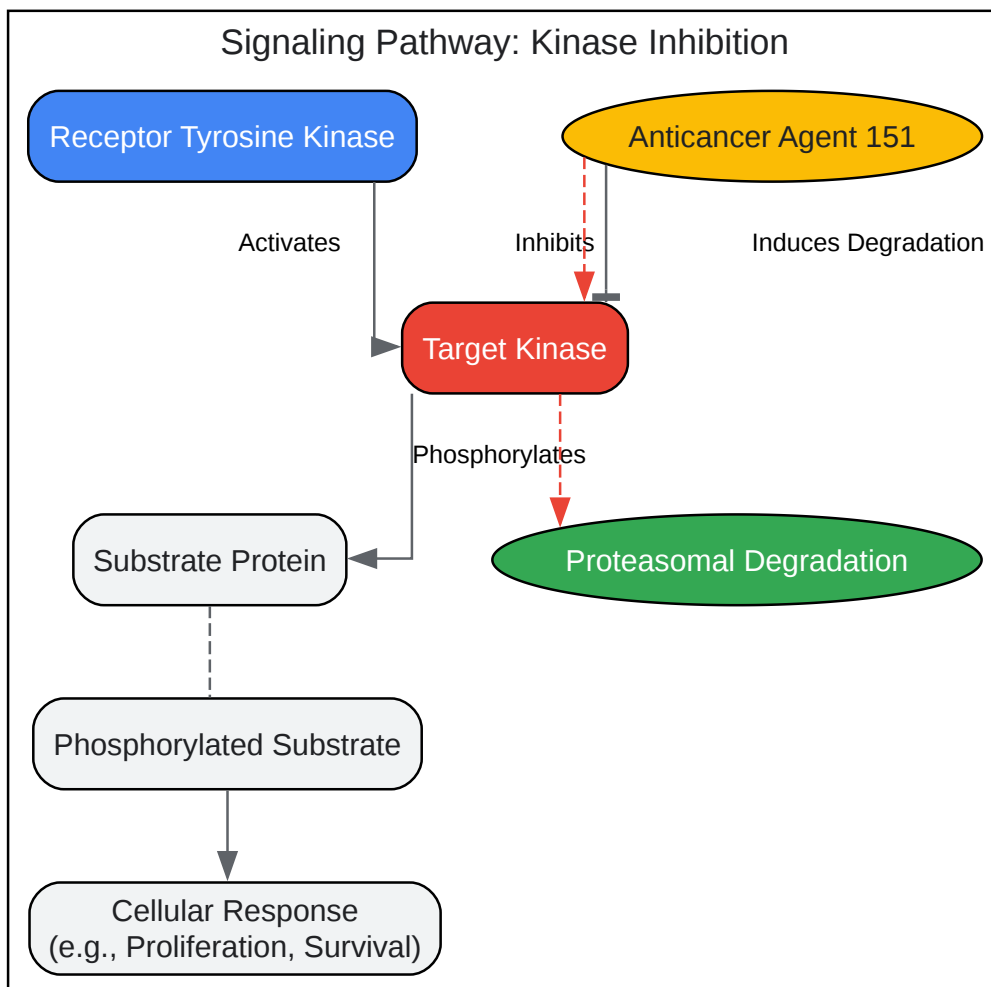 Signaling Pathway: Kinase Inhibition
Receptor Tyrosine Kinase
Anticancer Agent 151
Activates
Inhibits
Induces Degradation
Target Kinase
Phosphorylates
Substrate Protein
Proteasomal Degradation
Phosphorylated Substrate
Cellular Response
(e.g., Proliferation, Survival)